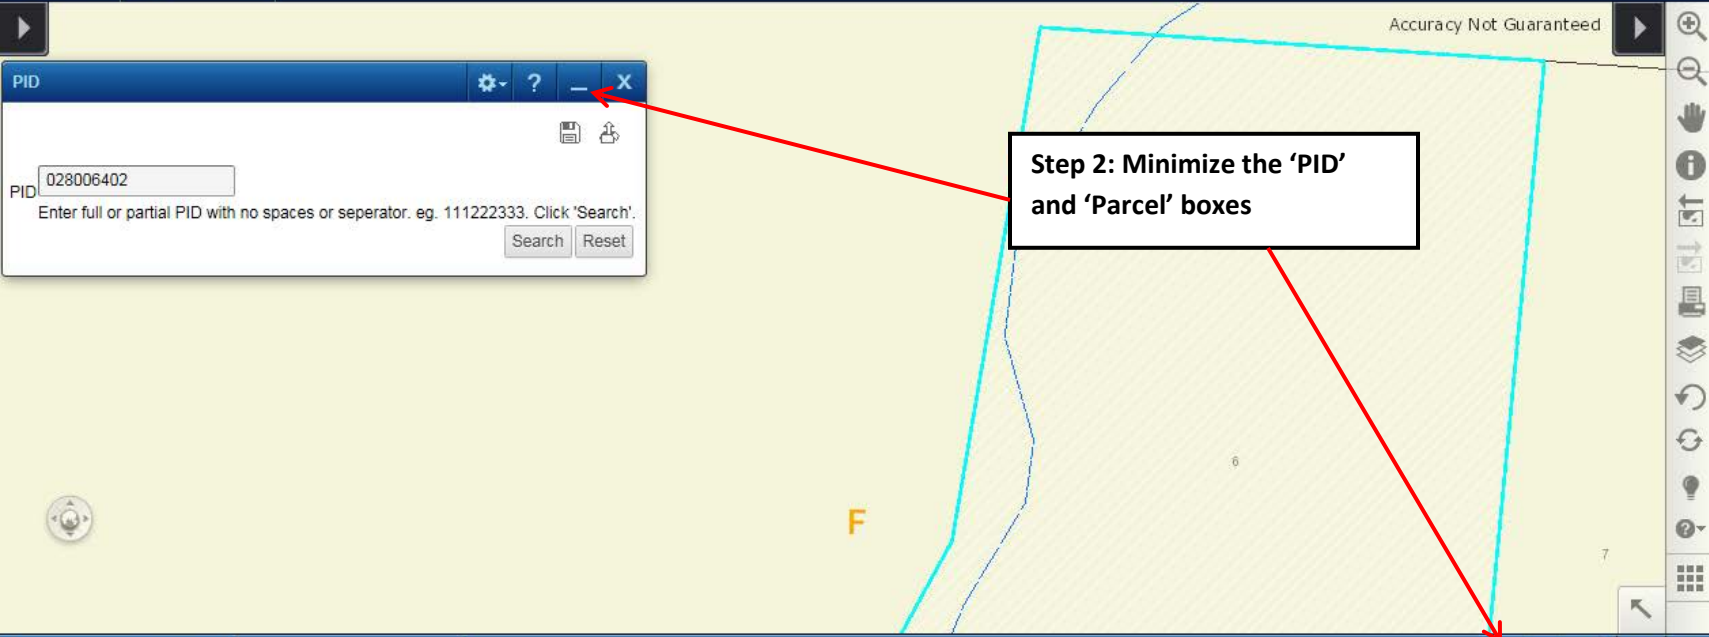 Accuracy Not Guaranteed
PID
? _ X
PID 028006402
Enter full or partial PID with no spaces or seperator. eg. 111222333. Click 'Search'.
Search Reset
Step 2: Minimize the ‘PID’
and ‘Parcel’ boxes
6
F
7